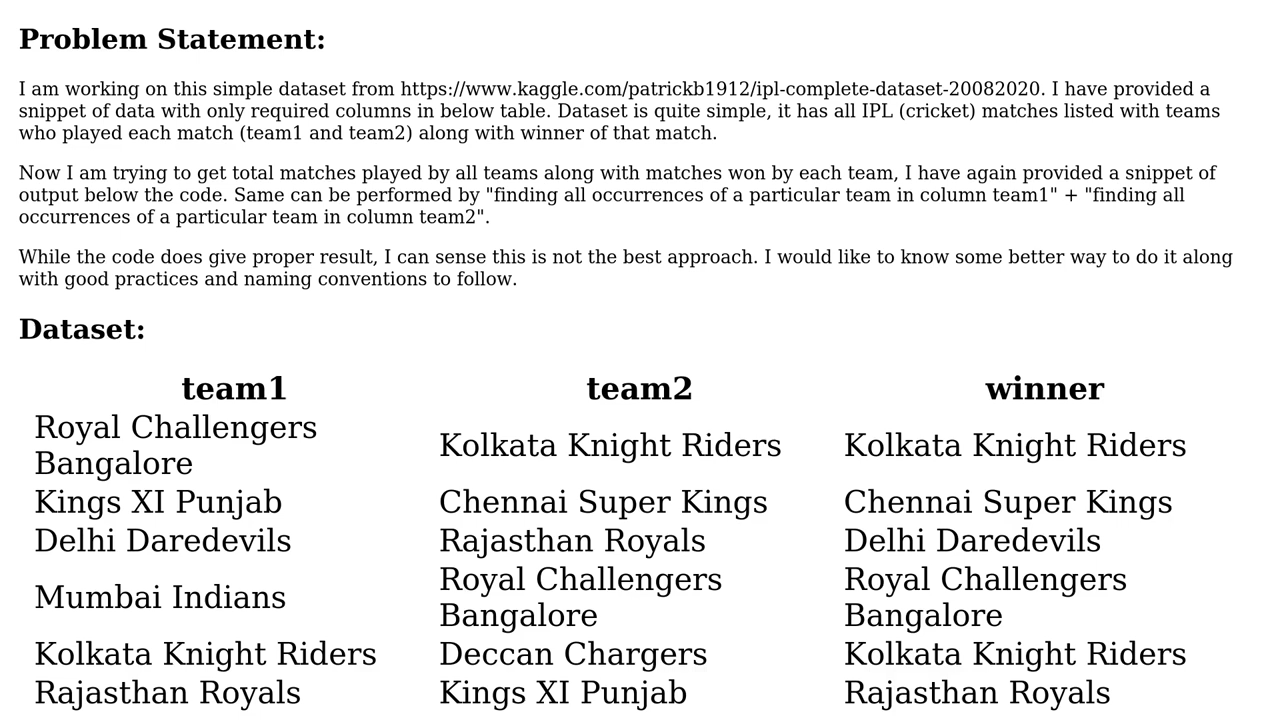 Problem Statement:
I am working on this simple dataset from https://www.kaggle.com/patrickb1912/ipl-complete-dataset-20082020. I have provided a
snippet of data with only required columns in below table. Dataset is quite simple, it has all IPL (cricket) matches listed with teams
who played each match (team1 and team2) along with winner of that match.
Now I am trying to get total matches played by all teams along with matches won by each team, I have again provided a snippet of
output below the code. Same can be performed by "finding all occurrences of a particular team in column team1" + "finding all
occurrences of a particular team in column team2".
While the code does give proper result, I can sense this is not the best approach. I would like to know some better way to do it along
with good practices and naming conventions to follow.
Dataset:
team1 team2 winner
Royal Challengers
Bangalore Kolkata Knight Riders Kolkata Knight Riders
Kings XI Punjab Chennai Super Kings Chennai Super Kings
Delhi Daredevils Rajasthan Royals Delhi Daredevils
Mumbai Indians Royal Challengers Royal Challengers
Bangalore Bangalore
Kolkata Knight Riders Deccan Chargers Kolkata Knight Riders
Rajasthan Royals Kings XI Punjab Rajasthan Royals